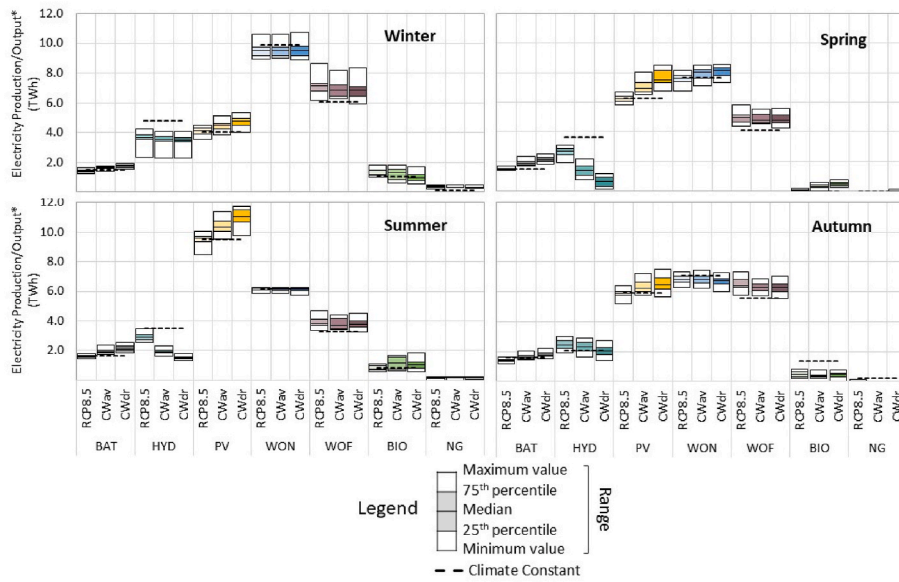 Electricity Production/Output*
(TWh)
12.0
10.0
8.0
6.0
4.0
2.0
Winter
Spring
Electricity Production/Output*
(TWh)
12.0
10.0
8.0
6.0
4.0
2.0
Summer
Autumn
RCP8.5 CWav CWdr RCP8.5 CWav CWdr RCP8.5 CWav CWdr RCP8.5 CWav CWdr RCP8.5 CWav CWdr RCP8.5 CWav CWdr RCP8.5 CWav CWdr
BAT HYD PV WON WOF BIO NG
RCP8.5 CWav CWdr RCP8.5 CWav CWdr RCP8.5 CWav CWdr RCP8.5 CWav CWdr RCP8.5 CWav CWdr RCP8.5 CWav CWdr RCP8.5 CWav CWdr
BAT HYD PV WON WOF BIO NG
Legend
Maximum value
75th percentile
Median
25th percentile
Minimum value
Range
Climate Constant